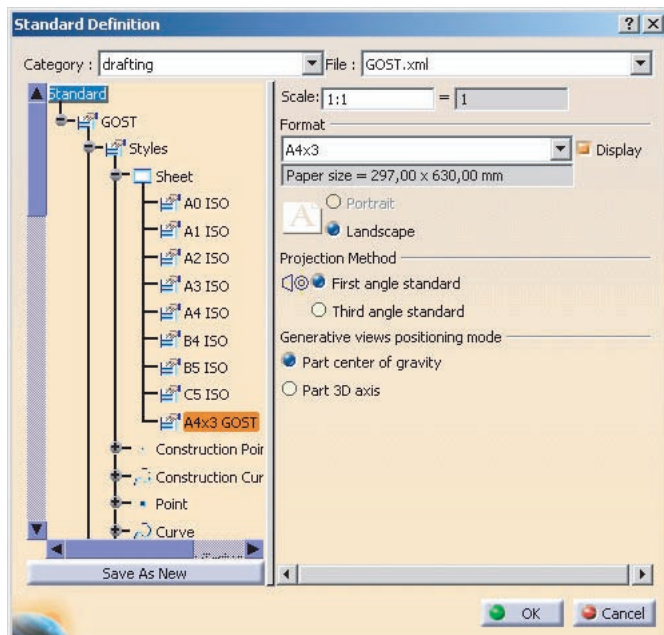 Standard Definition
Category : drafting
File : GOST.xml
Standard
GOST
Styles
Sheet
A0 ISO
A1 ISO
A2 ISO
A3 ISO
A4 ISO
B4 ISO
B5 ISO
C5 ISO
A4x3 GOST
Construction Poir
Construction Cur
Point
Curve
Save As New
Scale: 1:1 = 1
Format
A4x3 Display
Paper size = 297,00 x 630,00 mm
Portrait
Landscape
Projection Method
First angle standard
Third angle standard
Generative views positioning mode
Part center of gravity
Part 3D axis
OK Cancel